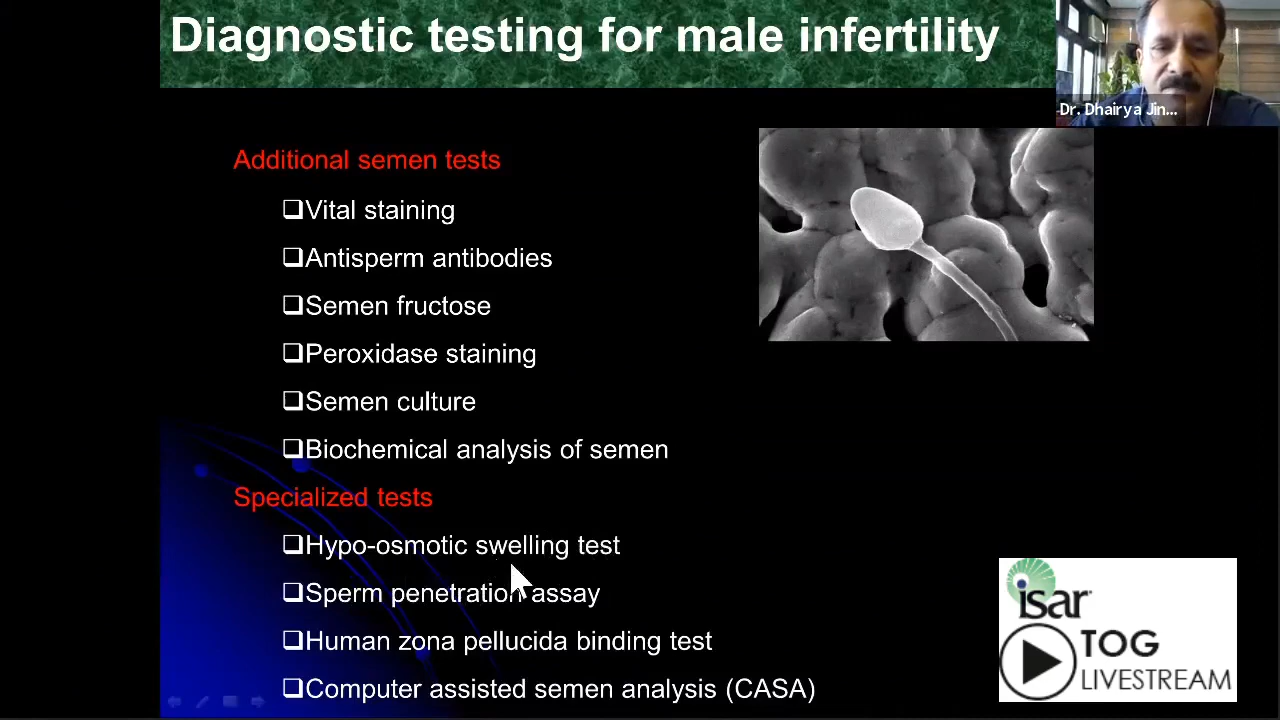 Diagnostic testing for male infertility
Dr. Dhairya Jin...
Additional semen tests
❑Vital staining
❑Antisperm antibodies
❑Semen fructose
❑Peroxidase staining
❑Semen culture
❑Biochemical analysis of semen
Specialized tests
❑Hypo-osmotic swelling test
❑Sperm penetration assay
❑Human zona pellucida binding test
❑Computer assisted semen analysis (CASA)
isar
TOG
LIVESTREAM